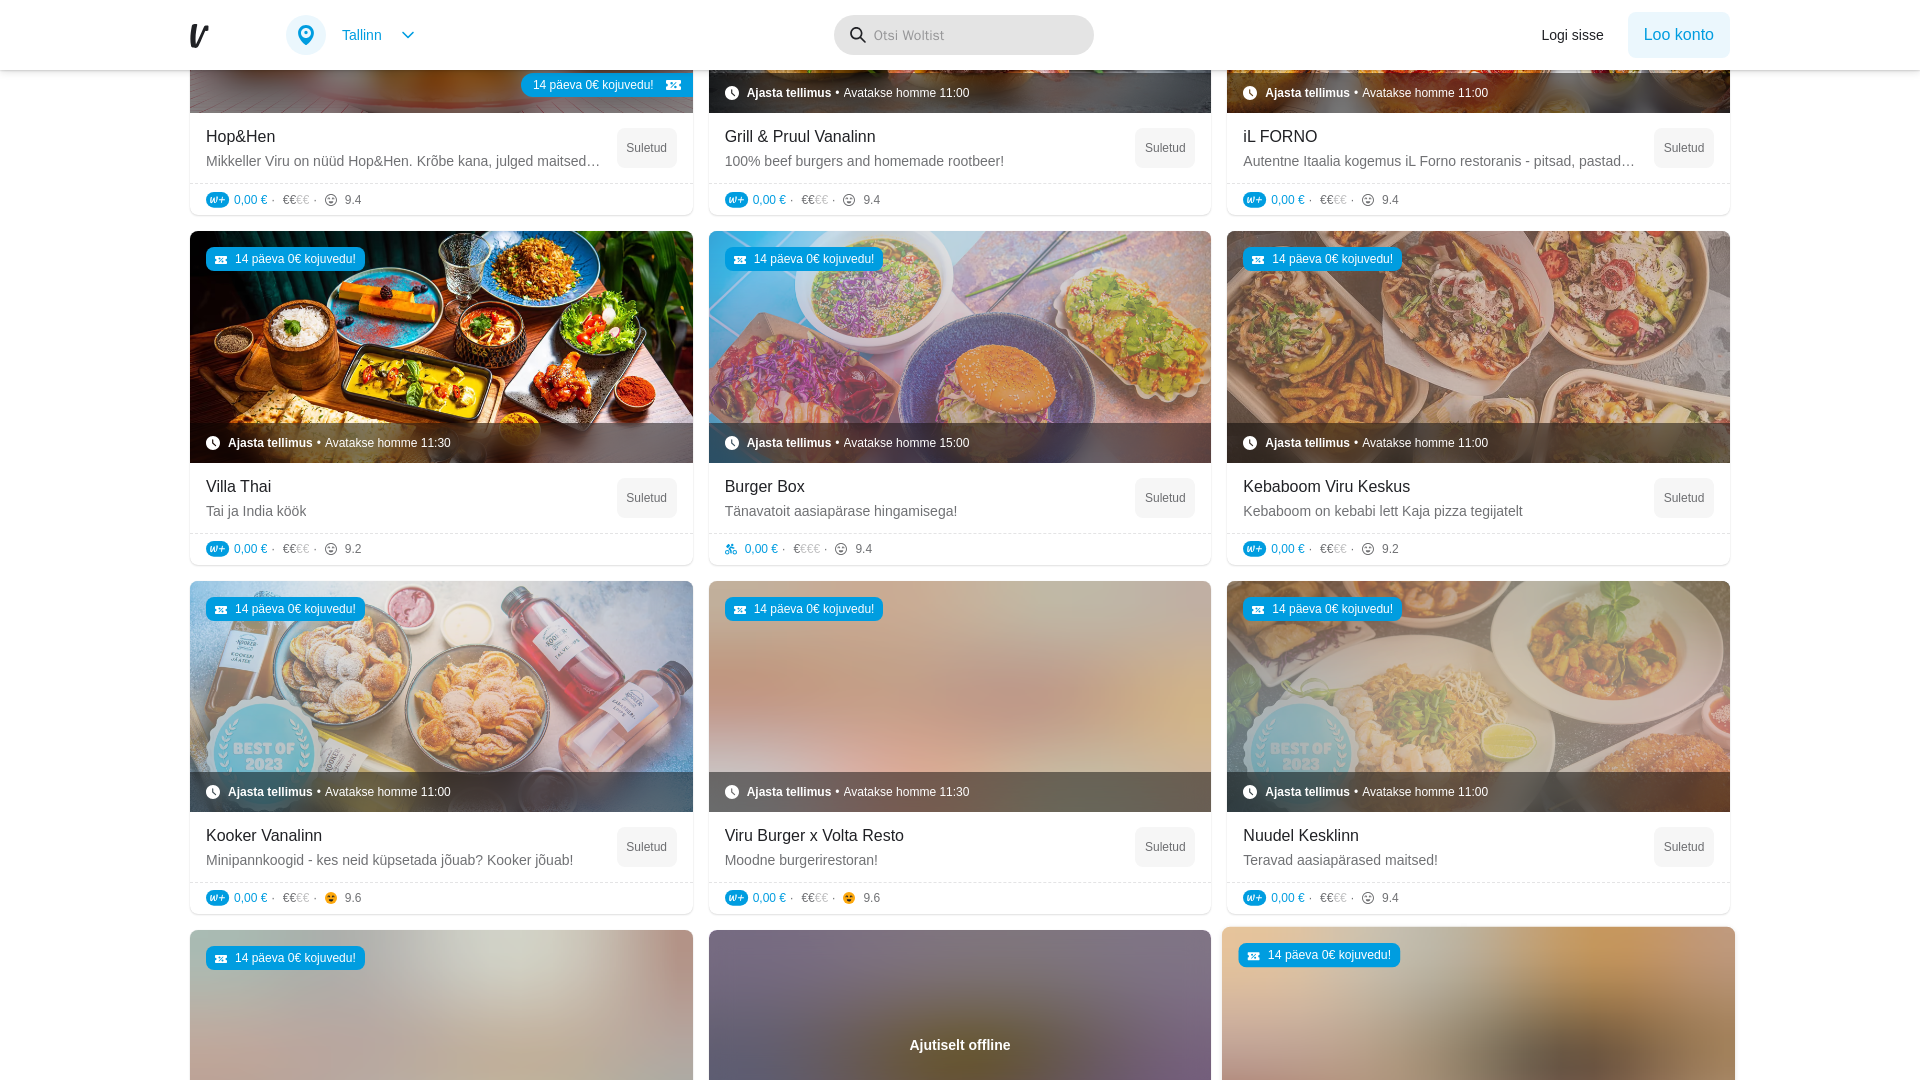 Tallinn
Otsi Woltist
Logi sisse
Loo konto
14 päeva 0€ kojuvedu!
Ajasta tellimus • Avatakse homme 11:00
Ajasta tellimus • Avatakse homme 11:00
Hop&Hen
Mikkeller Viru on nüüd Hop&Hen. Krõbe kana, julged maitsed…
Suletud
W+ 0,00 € · €€€€ · 9.4
Grill & Pruul Vanalinn
100% beef burgers and homemade rootbeer!
Suletud
W+ 0,00 € · €€€€ · 9.4
iL FORNO
Autentne Itaalia kogemus iL Forno restoranis - pitsad, pastad…
Suletud
W+ 0,00 € · €€€€ · 9.4
14 päeva 0€ kojuvedu!
Ajasta tellimus • Avatakse homme 11:30
Villa Thai
Tai ja India köök
Suletud
W+ 0,00 € · €€€€ · 9.2
14 päeva 0€ kojuvedu!
Ajasta tellimus • Avatakse homme 15:00
Burger Box
Tänavatoit aasiapärase hingamisega!
Suletud
0,00 € · €€€€ · 9.4
14 päeva 0€ kojuvedu!
Ajasta tellimus • Avatakse homme 11:00
Kebaboom Viru Keskus
Kebaboom on kebabi lett Kaja pizza tegijatelt
Suletud
W+ 0,00 € · €€€€ · 9.2
14 päeva 0€ kojuvedu!
BEST OF
2023
Ajasta tellimus • Avatakse homme 11:00
Kooker Vanalinn
Minipannkoogid - kes neid küpsetada jõuab? Kooker jõuab!
Suletud
W+ 0,00 € · €€€€ · 9.6
14 päeva 0€ kojuvedu!
Ajasta tellimus • Avatakse homme 11:30
Viru Burger x Volta Resto
Moodne burgerirestoran!
Suletud
W+ 0,00 € · €€€€ · 9.6
14 päeva 0€ kojuvedu!
BEST OF
2023
Ajasta tellimus • Avatakse homme 11:00
Nuudel Kesklinn
Teravad aasiapärased maitsed!
Suletud
W+ 0,00 € · €€€€ · 9.4
14 päeva 0€ kojuvedu!
Ajutiselt offline
14 päeva 0€ kojuvedu!